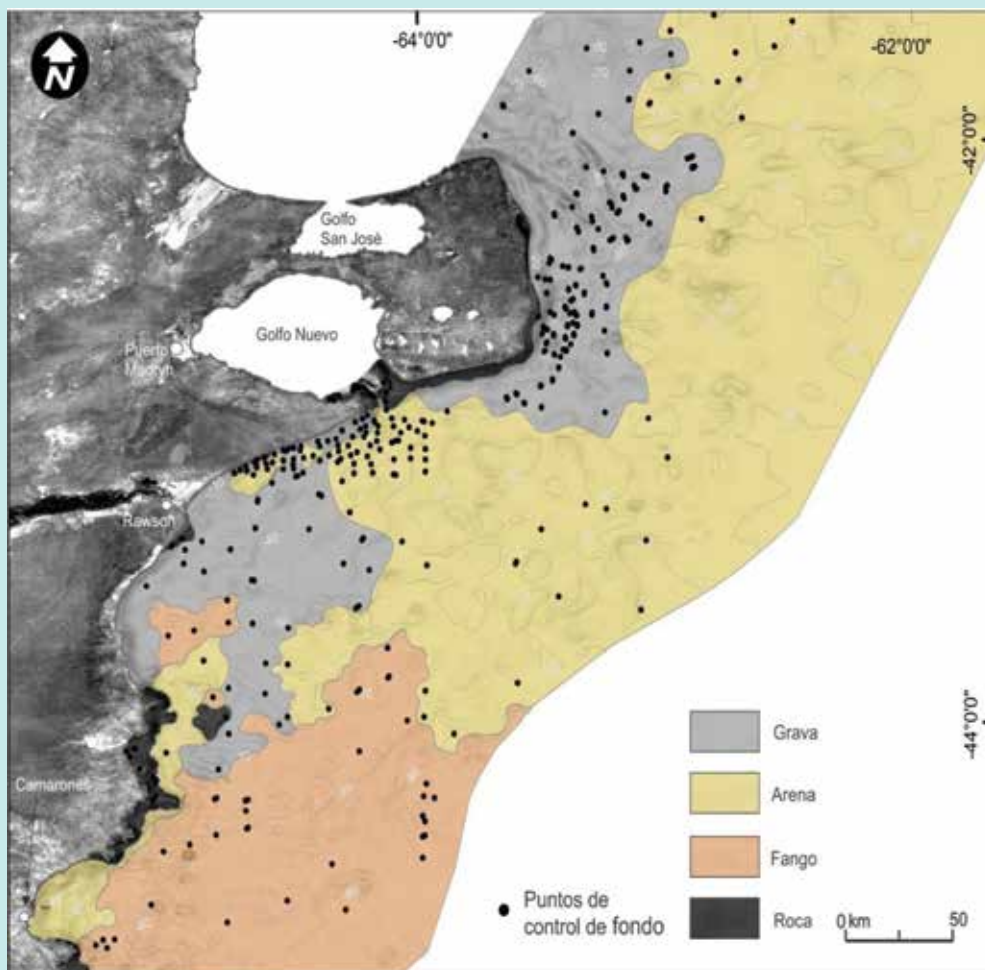 N
-64°0'0"
-62°0'0"
-42°0'0"
Golfo
San José
Golfo Nuevo
Puerto
Madryn
Rawson
-44°0'0"
Camarones
Grava
Arena
Fango
Roca
Puntos de
control de fondo
0 km 50